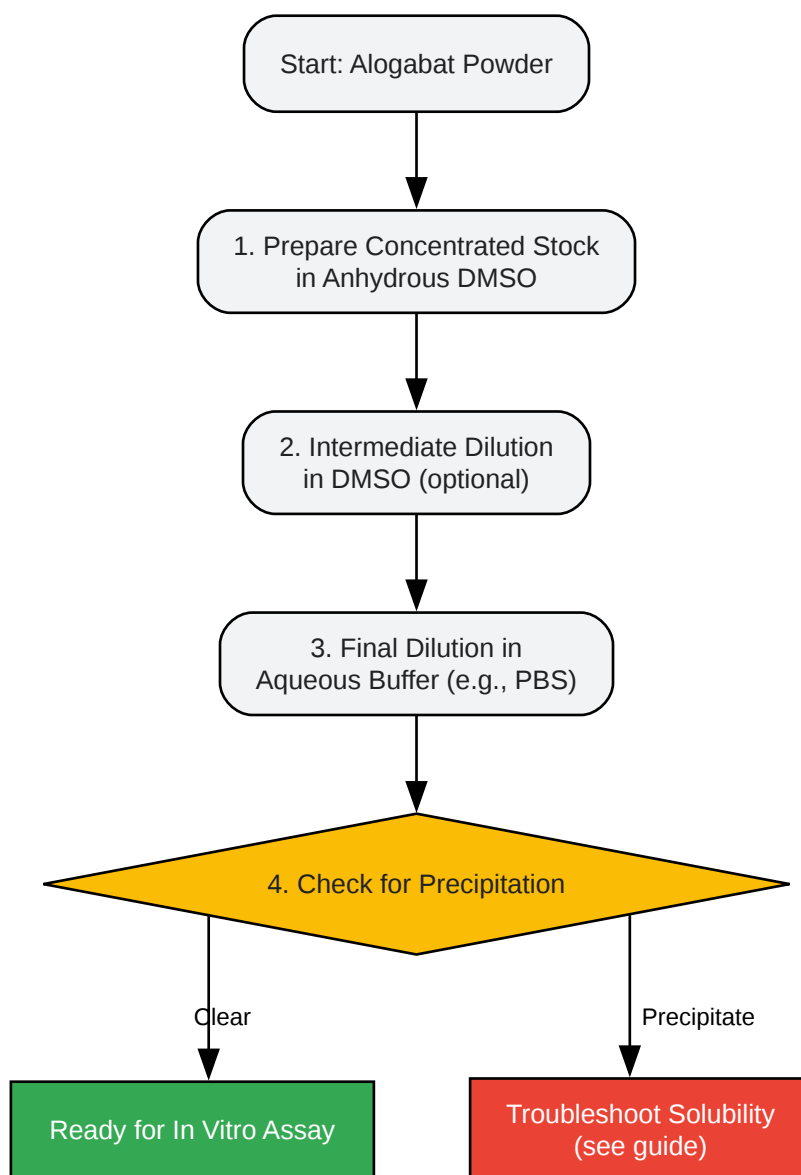 Start: Alogabat Powder
1. Prepare Concentrated Stock
in Anhydrous DMSO
2. Intermediate Dilution
in DMSO (optional)
3. Final Dilution in
Aqueous Buffer (e.g., PBS)
4. Check for Precipitation
Clear
Precipitate
Ready for In Vitro Assay
Troubleshoot Solubility
(see guide)